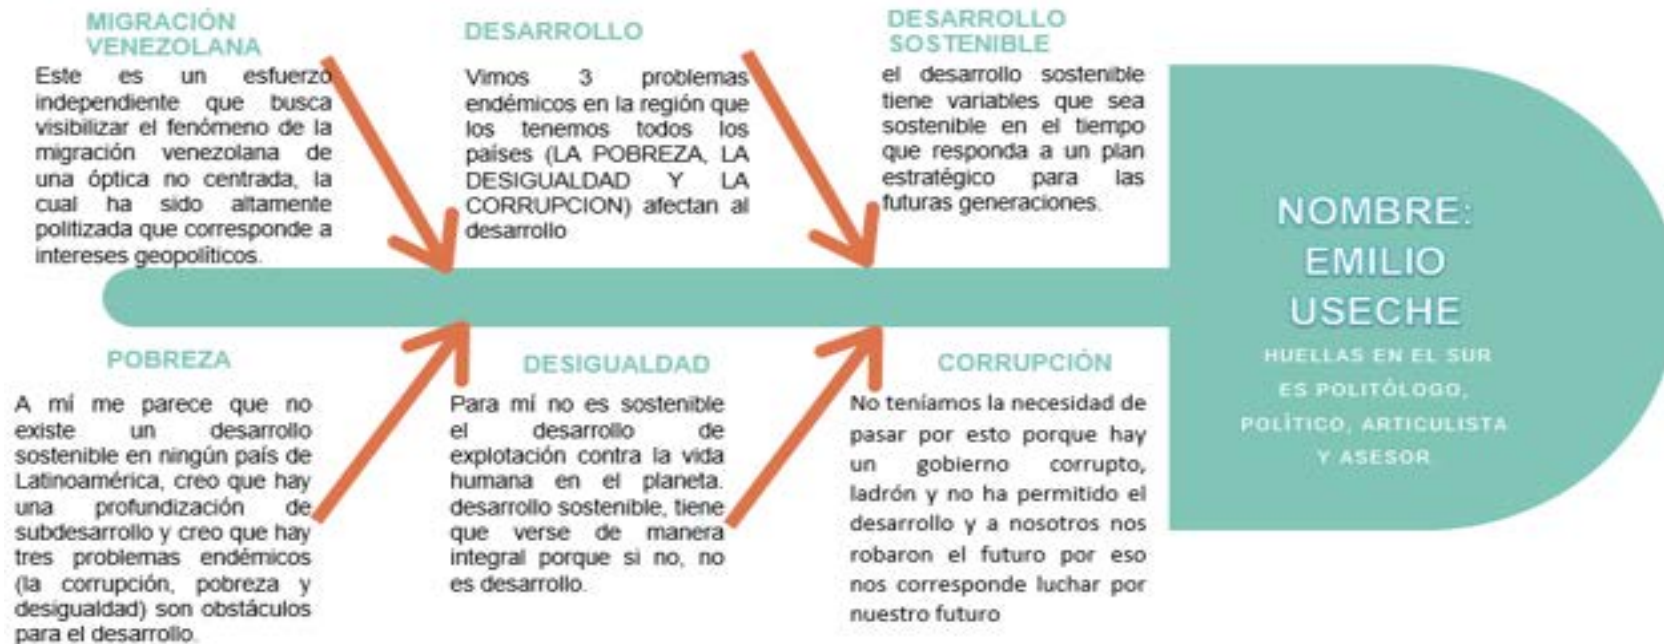 MIGRACIÓN
VENEZOLANA
Este es un esfuerzo
independiente que busca
visibilizar el fenómeno de la
migración venezolana de
una óptica no centrada, la
cual ha sido altamente
politizada que corresponde a
intereses geopolíticos.
DESARROLLO
Vimos 3 problemas
endémicos en la región que
los tenemos todos los
países (LA POBREZA, LA
DESIGUALDAD Y LA
CORRUPCION) afectan al
desarrollo
DESARROLLO
SOSTENIBLE
el desarrollo sostenible
tiene variables que sea
sostenible en el tiempo
que responda a un plan
estratégico para las
futuras generaciones.
POBREZA
A mí me parece que no
existe un desarrollo
sostenible en ningún país de
Latinoamérica, creo que hay
una profundización de
subdesarrollo y creo que hay
tres problemas endémicos
(la corrupción, pobreza y
desigualdad) son obstáculos
para el desarrollo.
DESIGUALDAD
Para mí no es sostenible
el desarrollo de
explotación contra la vida
humana en el planeta.
desarrollo sostenible, tiene
que verse de manera
integral porque si no, no
es desarrollo.
CORRUPCIÓN
No teníamos la necesidad de
pasar por esto porque hay
un gobierno corrupto,
ladrón y no ha permitido el
desarrollo y a nosotros nos
robaron el futuro por eso
nos corresponde luchar por
nuestro futuro
NOMBRE:
EMILIO
USECHE
HUELLAS EN EL SUR
ES POLITÓLOGO,
POLÍTICO, ARTICULISTA
Y ASESOR